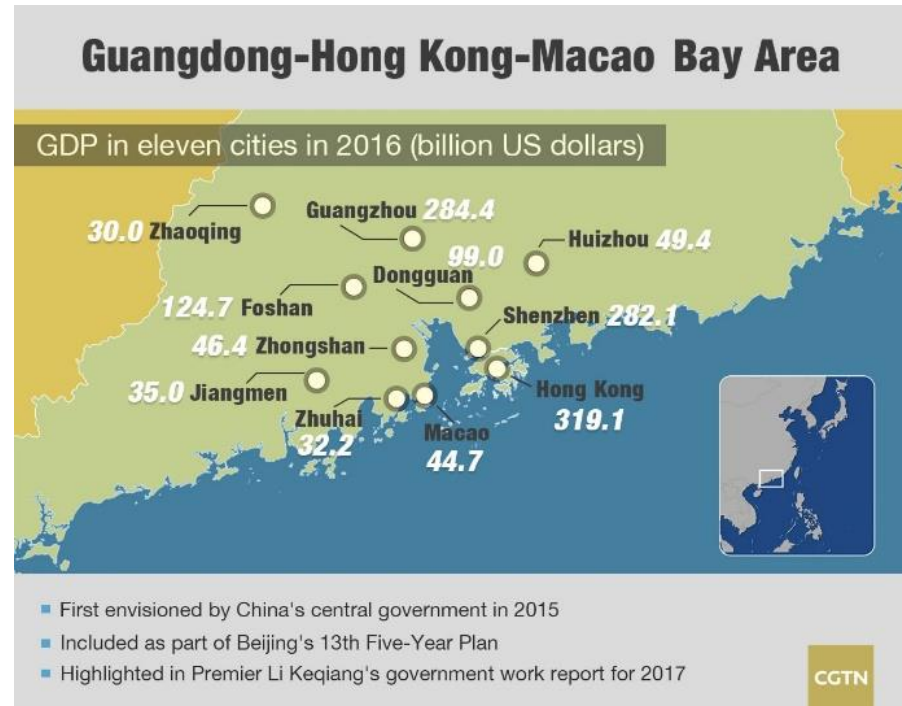 Guangdong-Hong Kong-Macao Bay Area
GDP in eleven cities in 2016 (billion US dollars)
30.0 Zhaoqing
Guangzhou 284.4
99.0
Dongguan
Huizhou 49.4
124.7 Foshan
Shenzhen 282.1
46.4 Zhongshan
35.0 Jiangmen
Zhuhai
32.2
Macao
44.7
Hong Kong
319.1
First envisioned by China's central government in 2015
Included as part of Beijing's 13th Five-Year Plan
Highlighted in Premier Li Keqiang's government work report for 2017
CGTN